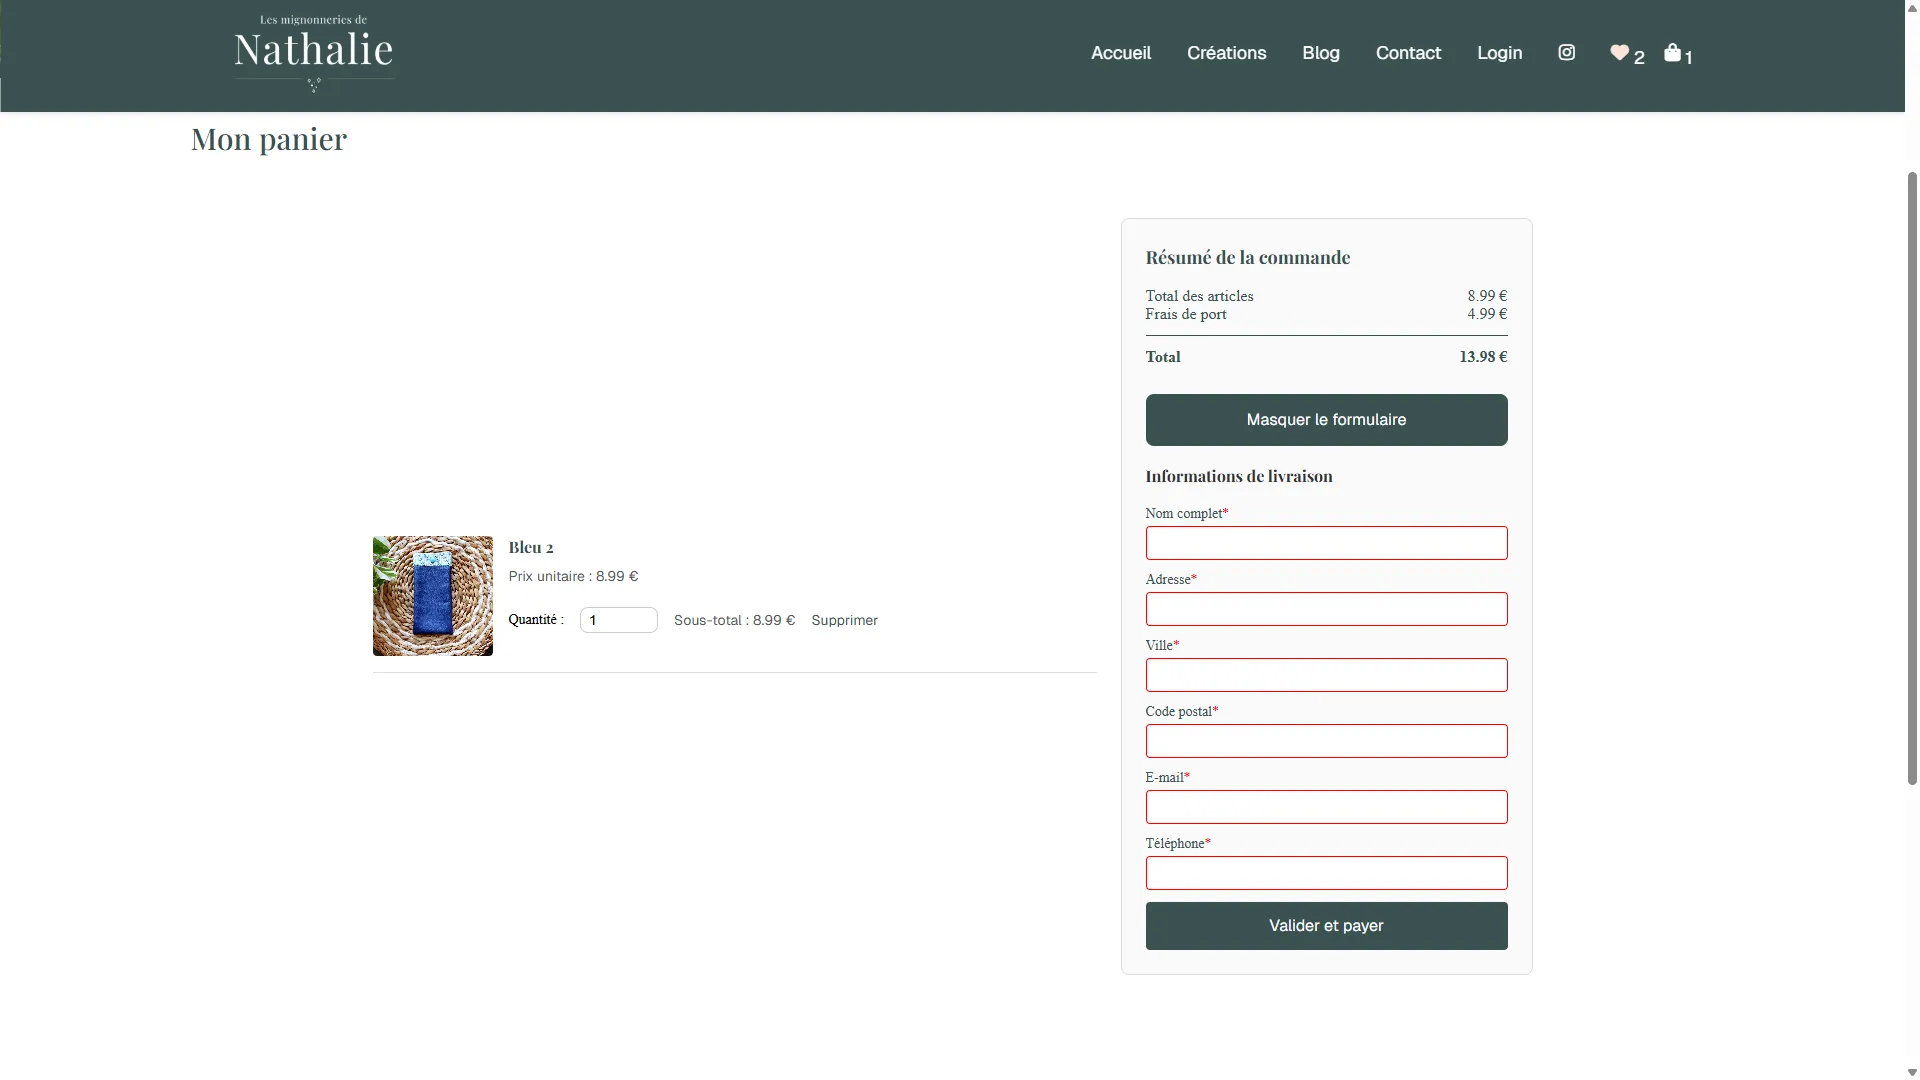 Les mignonneries de
Nathalie
Accueil
Créations
Blog
Contact
Login
2
1
Mon panier
Bleu 2
Prix unitaire : 8.99 €
Quantité :
1
Sous-total : 8.99 €
Supprimer
Résumé de la commande
Total des articles 8.99 €
Frais de port 4.99 €
Total 13.98 €
Masquer le formulaire
Informations de livraison
Nom complet*
Adresse*
Ville*
Code postal*
E-mail*
Téléphone*
Valider et payer